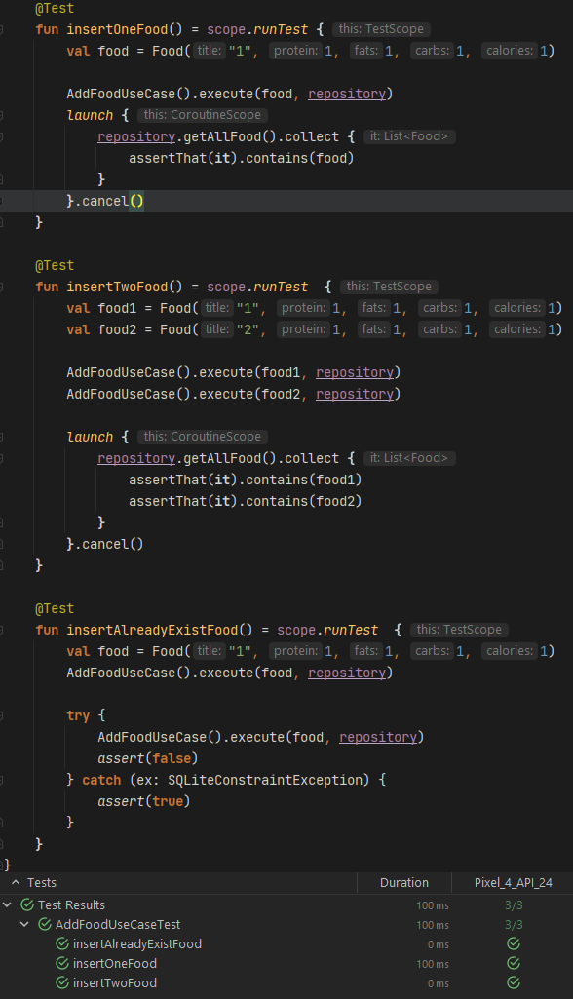 @Test
fun insertOneFood() = scope.runTest { this: TestScope
val food = Food(title: "1", protein: 1, fats: 1, carbs: 1, calories: 1)
AddFoodUseCase().execute(food, repository)
launch { this: CoroutineScope
repository.getAllFood().collect { it: List<Food>
assertThat(it).contains(food)
}
}.cancel()
}
@Test
fun insertTwoFood() = scope.runTest { this: TestScope
val food1 = Food(title: "1", protein: 1, fats: 1, carbs: 1, calories: 1)
val food2 = Food(title: "2", protein: 1, fats: 1, carbs: 1, calories: 1)
AddFoodUseCase().execute(food1, repository)
AddFoodUseCase().execute(food2, repository)
launch { this: CoroutineScope
repository.getAllFood().collect { it: List<Food>
assertThat(it).contains(food1)
assertThat(it).contains(food2)
}
}.cancel()
}
@Test
fun insertAlreadyExistFood() = scope.runTest { this: TestScope
val food = Food(title: "1", protein: 1, fats: 1, carbs: 1, calories: 1)
AddFoodUseCase().execute(food, repository)
try {
AddFoodUseCase().execute(food, repository)
assert(false)
} catch (ex: SQLiteConstraintException) {
assert(true)
}
}
}
Tests Duration Pixel_4_API_24
Test Results 100 ms 3/3
AddFoodUseCaseTest 100 ms 3/3
insertAlreadyExistFood 0 ms
insertOneFood 100 ms
insertTwoFood 0 ms